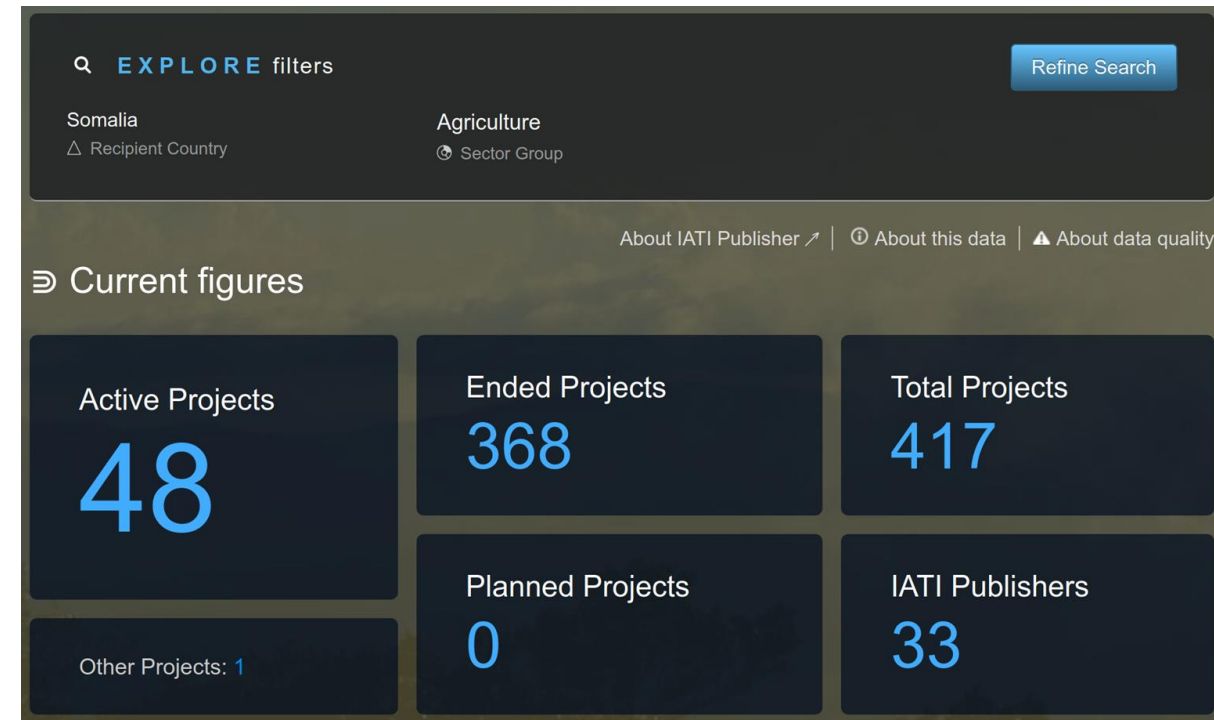 EXPLORE filters
Refine Search
Somalia
Recipient Country
Agriculture
Sector Group
About IATI Publisher
About this data
About data quality
Current figures
Active Projects
48
Ended Projects
368
Total Projects
417
Other Projects: 1
Planned Projects
0
IATI Publishers
33